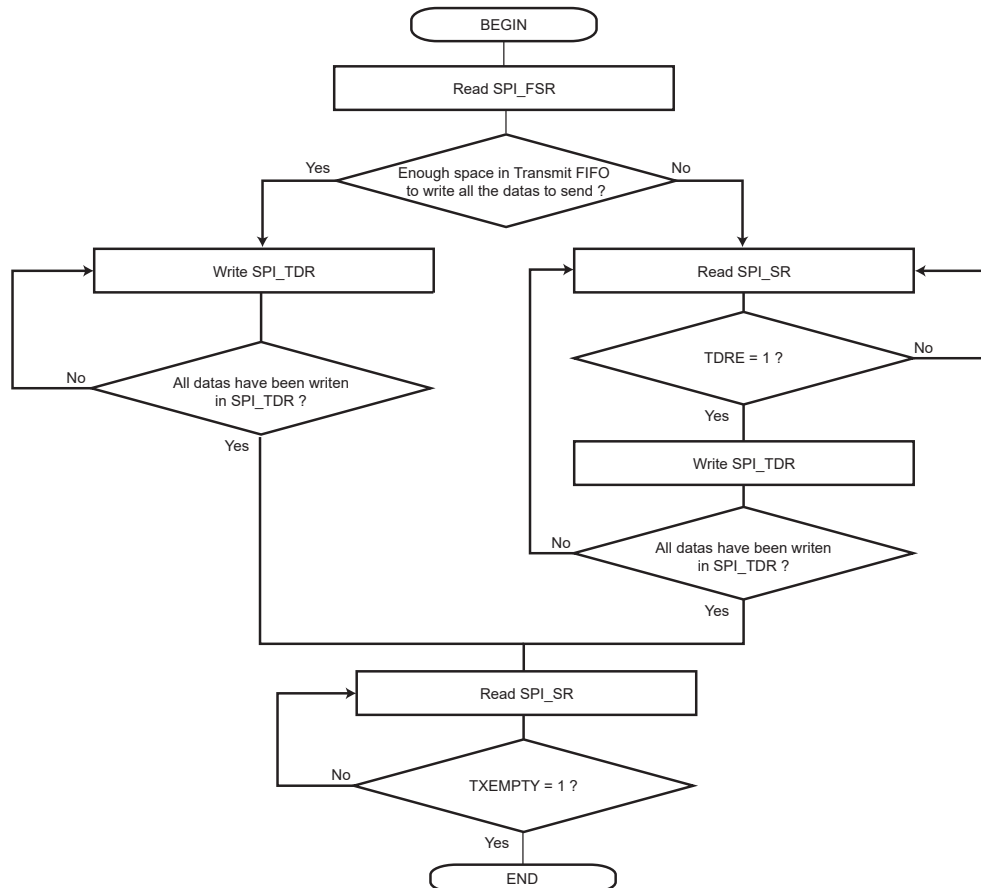 BEGIN
Read SPI_FSR
Yes
Enough space in Transmit FIFO
to write all the datas to send ?
No
Write SPI_TDR
Read SPI_SR
No
All datas have been writen
in SPI_TDR ?
Yes
TDRE = 1 ?
No
Yes
Write SPI_TDR
No
All datas have been writen
in SPI_TDR ?
Yes
Read SPI_SR
No
TXEMPTY = 1 ?
Yes
END